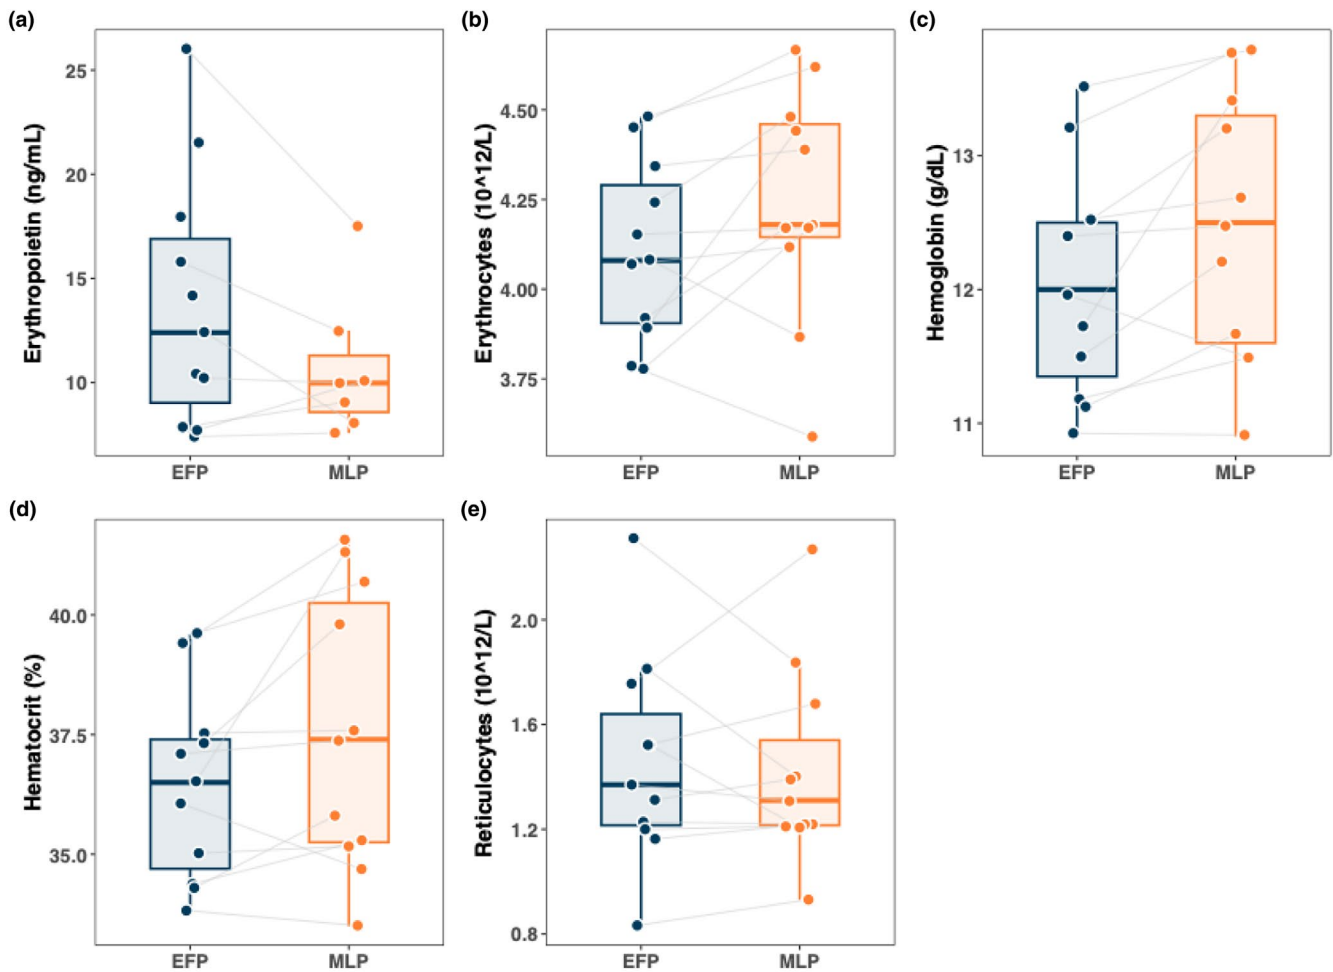 (a)
Erythropoietin (ng/mL)
25
20
15
10
EFP
MLP
(b)
Erythrocytes (10^12/L)
4.50
4.25
4.00
3.75
EFP
MLP
(c)
Hemoglobin (g/dL)
13
12
11
EFP
MLP
(d)
Hematocrit (%)
40.0
37.5
35.0
EFP
MLP
(e)
Reticulocytes (10^12/L)
2.0
1.6
1.2
0.8
EFP
MLP